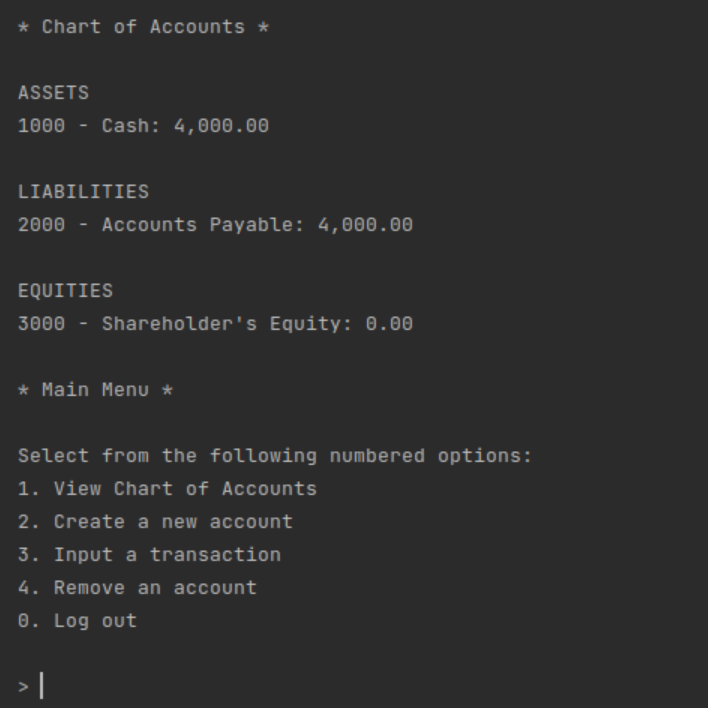 * Chart of Accounts *
ASSETS
1000 - Cash: 4,000.00
LIABILITIES
2000 - Accounts Payable: 4,000.00
EQUITIES
3000 - Shareholder's Equity: 0.00
* Main Menu *
Select from the following numbered options:
1. View Chart of Accounts
2. Create a new account
3. Input a transaction
4. Remove an account
0. Log out
>